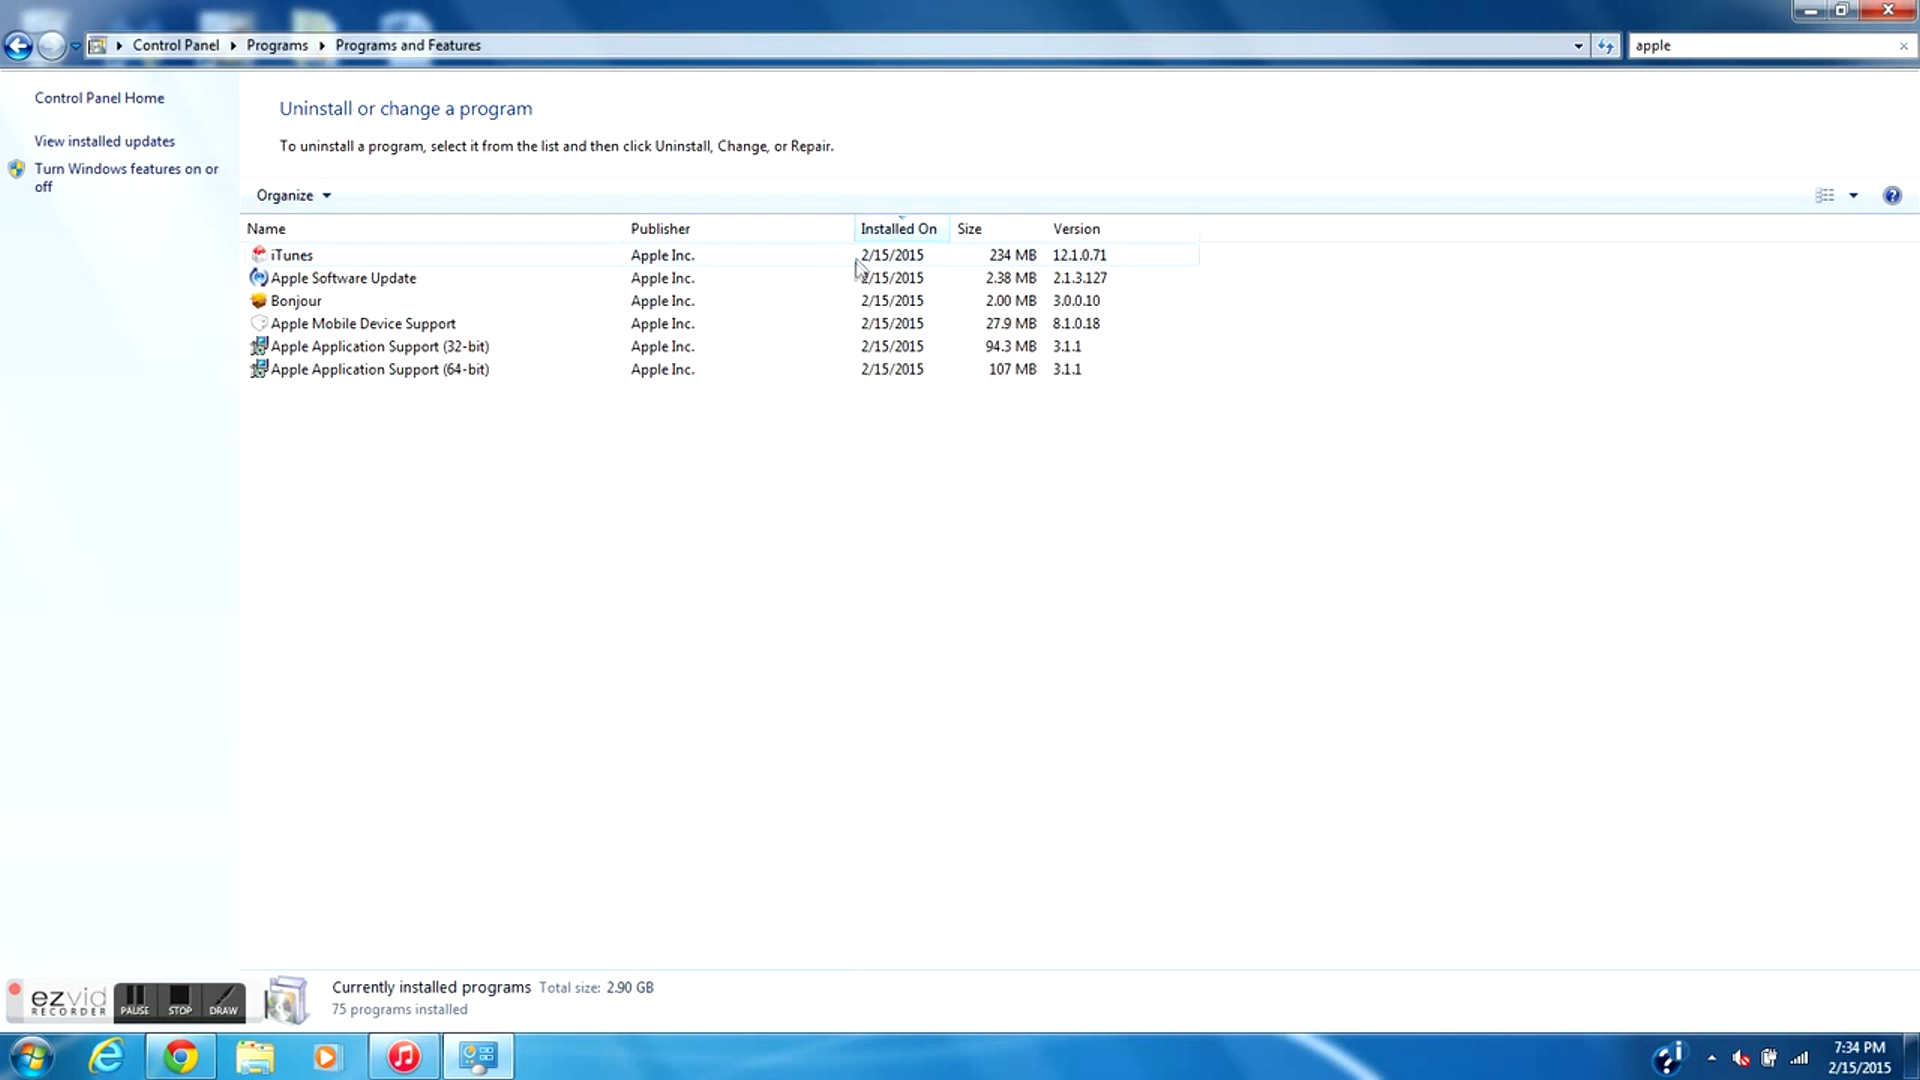 Control Panel Programs Programs and Features apple
Control Panel Home
View installed updates
Turn Windows features on or
off
Uninstall or change a program
To uninstall a program, select it from the list and then click Uninstall, Change, or Repair.
Organize
Name Publisher Installed On Size Version
iTunes Apple Inc. 2/15/2015 234 MB 12.1.0.71
Apple Software Update Apple Inc. 2/15/2015 2.38 MB 2.1.3.127
Bonjour Apple Inc. 2/15/2015 2.00 MB 3.0.0.10
Apple Mobile Device Support Apple Inc. 2/15/2015 27.9 MB 8.1.0.18
Apple Application Support (32-bit) Apple Inc. 2/15/2015 94.3 MB 3.1.1
Apple Application Support (64-bit) Apple Inc. 2/15/2015 107 MB 3.1.1
Currently installed programs Total size: 2.90 GB
75 programs installed
ezvid
RECORDER
PAUSE STOP DRAW
7:34 PM
2/15/2015